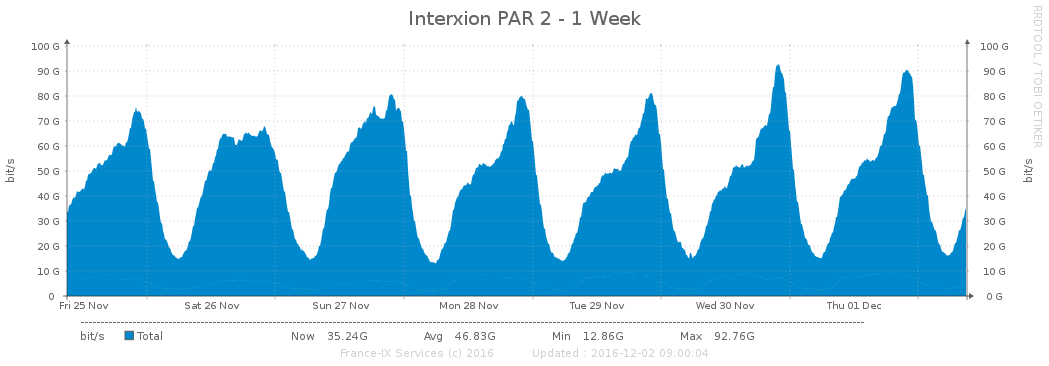 Interxion PAR 2 - 1 Week
RRDTOOL / TOBI OETIKER
100 G 100 G
90 G 90 G
80 G 80 G
70 G 70 G
60 G 60 G
50 G 50 G
40 G 40 G
30 G 30 G
20 G 20 G
10 G 10 G
0 0 G
bit/s bit/s
Fri 25 Nov Sat 26 Nov Sun 27 Nov Mon 28 Nov Tue 29 Nov Wed 30 Nov Thu 01 Dec
bit/s Total Now 35.24G Avg 46.83G Min 12.86G Max 92.76G
France-IX Services (c) 2016 Updated : 2016-12-02 09:00:04